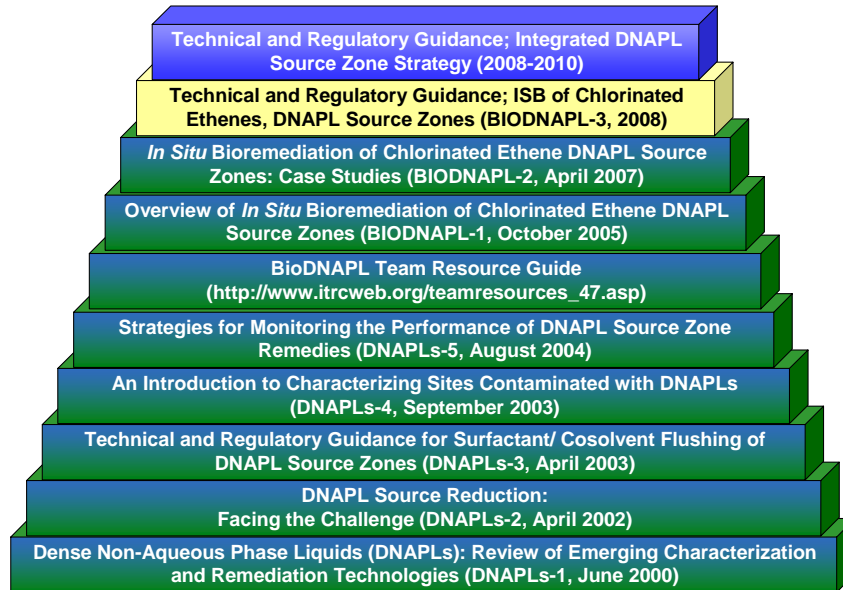 Technical and Regulatory Guidance; Integrated DNAPL
Source Zone Strategy (2008-2010)
Technical and Regulatory Guidance; ISB of Chlorinated
Ethenes, DNAPL Source Zones (BIODNAPL-3, 2008)
In Situ Bioremediation of Chlorinated Ethene DNAPL Source
Zones: Case Studies (BIODNAPL-2, April 2007)
Overview of In Situ Bioremediation of Chlorinated Ethene DNAPL
Source Zones (BIODNAPL-1, October 2005)
BioDNAPL Team Resource Guide
(http://www.itrcweb.org/teamresources_47.asp)
Strategies for Monitoring the Performance of DNAPL Source Zone
Remedies (DNAPLs-5, August 2004)
An Introduction to Characterizing Sites Contaminated with DNAPLs
(DNAPLs-4, September 2003)
Technical and Regulatory Guidance for Surfactant/ Cosolvent Flushing of
DNAPL Source Zones (DNAPLs-3, April 2003)
DNAPL Source Reduction:
Facing the Challenge (DNAPLs-2, April 2002)
Dense Non-Aqueous Phase Liquids (DNAPLs): Review of Emerging Characterization
and Remediation Technologies (DNAPLs-1, June 2000)